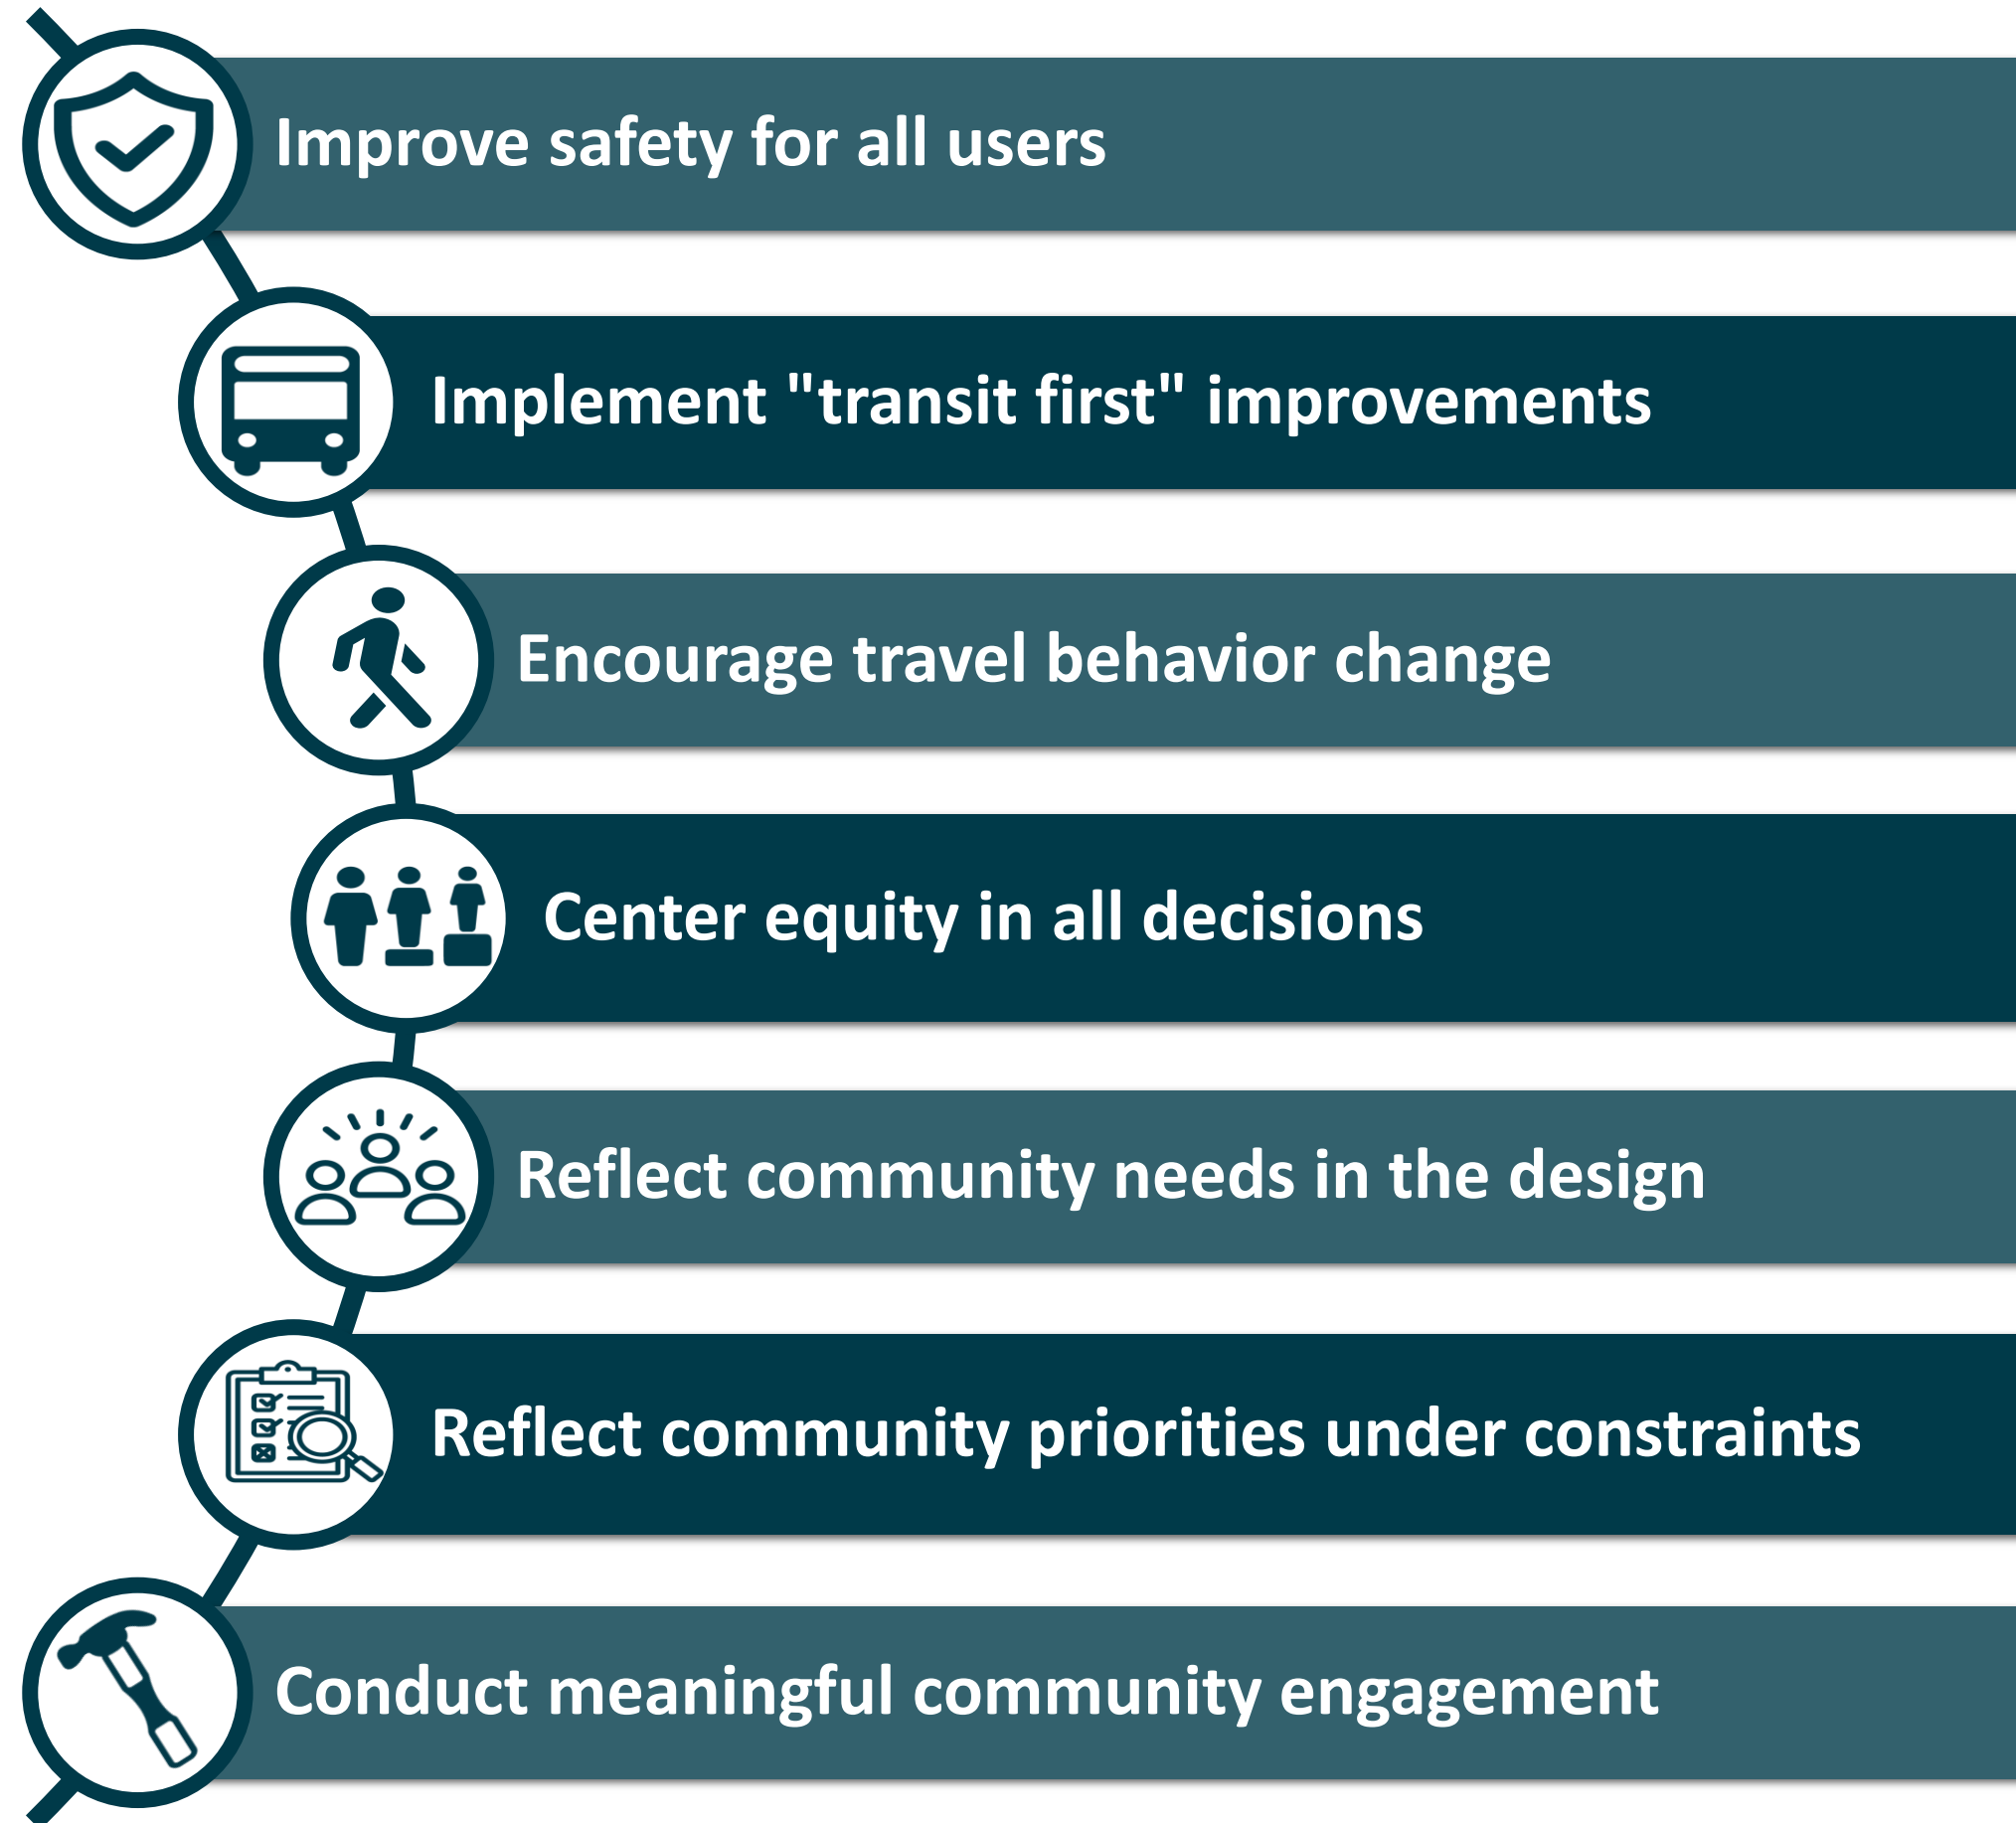 Improve safety for all users
Implement "transit first" improvements
Encourage travel behavior change
Center equity in all decisions
Reflect community needs in the design
Reflect community priorities under constraints
Conduct meaningful community engagement